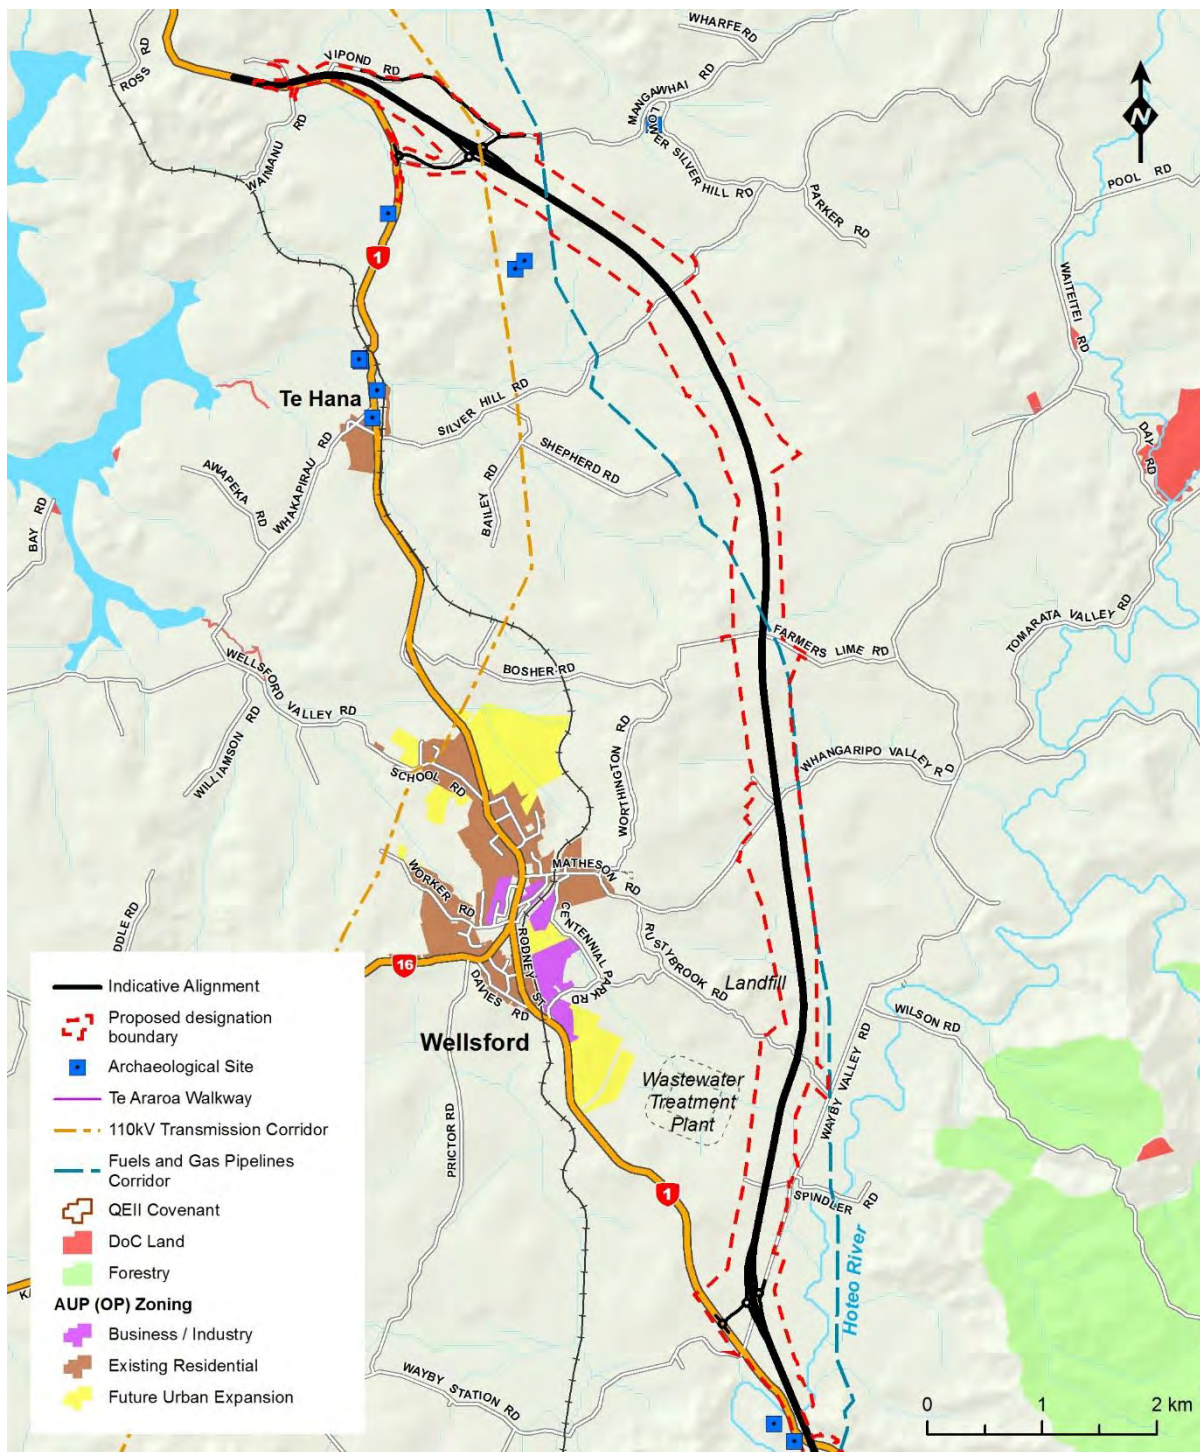 WHARFE RD
ROSS RD
VIPOND RD
MANGAWHAI RD
N
LOWER SILVER HILL RD
WAIMANU RD
PARKER RD
POOL RD
1
WAITEITEI RD
Te Hana
SILVER HILL RD
SHEPHERD RD
BAILEY RD
DAY RD
WHAKAPIRAU RD
AWAPEKA RD
BAY RD
TOMARATA VALLEY RD
FARMERS LIME RD
BOSHER RD
WELLSFORD VALLEY RD
WILLIAMSON RD
WORTHINGTON RD
WHANGARIPO VALLEY RD
SCHOOL RD
MATHESON RD
WORKER RD
CENTENNIAL PARK RD
RUSTYBROOK RD
RODNEY ST
DAVIES RD
DDLE RD
16
Landfill
WILSON RD
Wellsford
WAYBY VALLEY RD
Wastewater
Treatment
Plant
PRICTOR RD
1
SPINDLER RD
Hoteo River
WAYBY STATION RD
Indicative Alignment
Proposed designation
boundary
Archaeological Site
Te Araroa Walkway
110kV Transmission Corridor
Fuels and Gas Pipelines
Corridor
QEII Covenant
DoC Land
Forestry
AUP (OP) Zoning
Business / Industry
Existing Residential
Future Urban Expansion
0 1 2 km